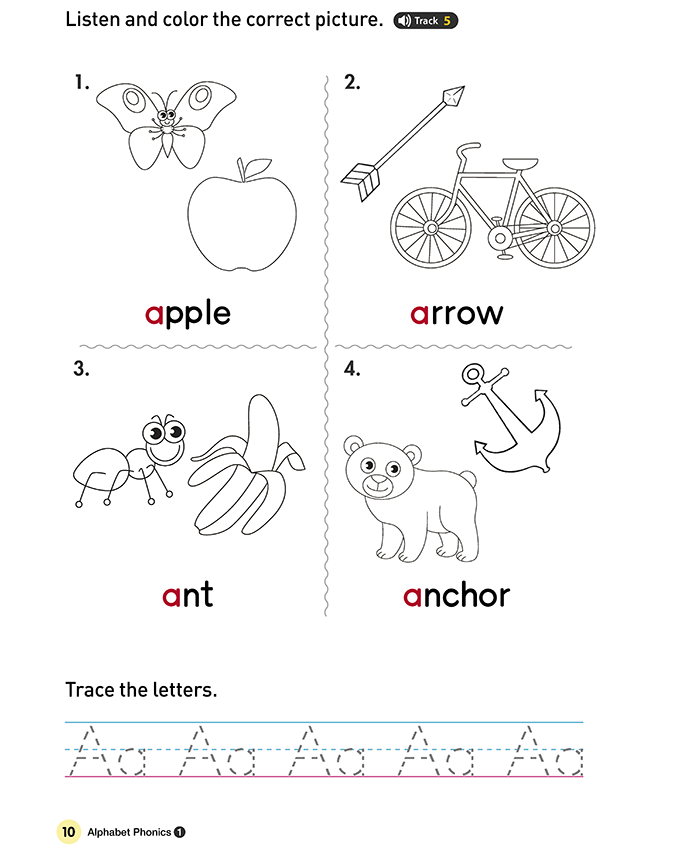 Listen and color the correct picture. Track 5
1.
2.
apple
arrow
3.
4.
ant
anchor
Trace the letters.
Aa Aa Aa Aa Aa
10 Alphabet Phonics 1